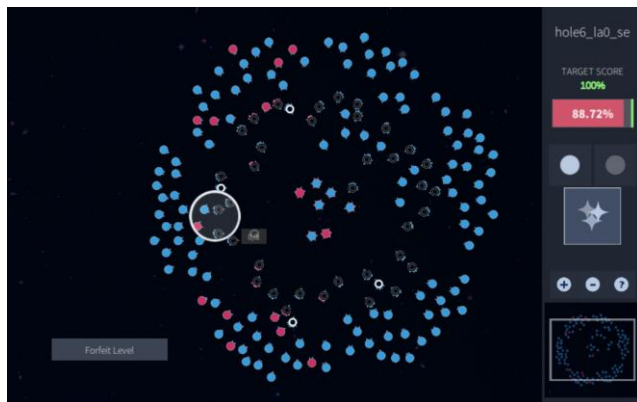 hole6_la0_se
TARGET SCORE
100%
88.72%
+ − ?
Forfeit Level